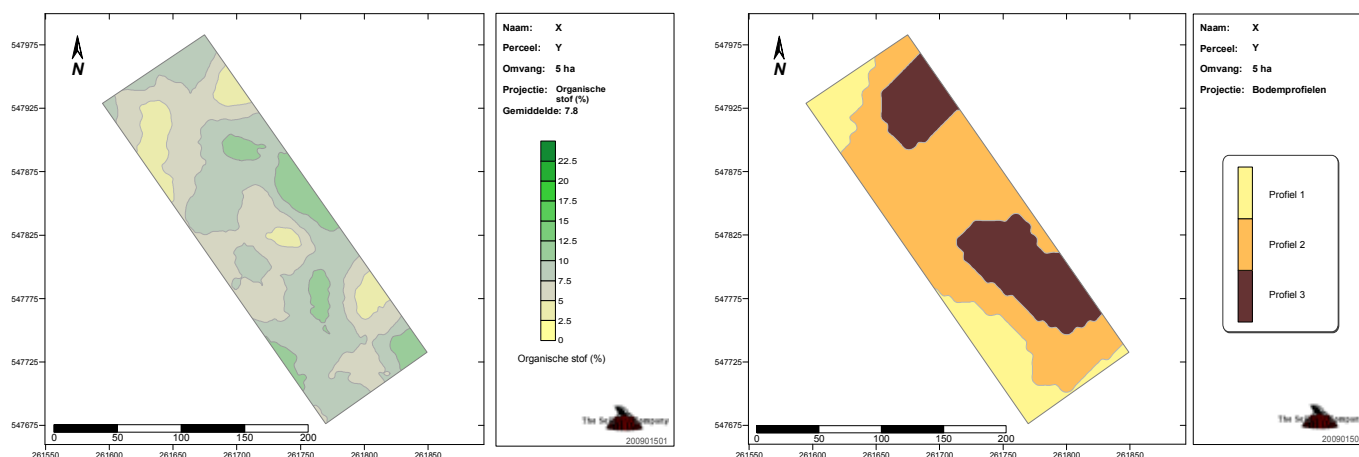 547975
547925
547875
547825
547775
547725
547675
N
0 50 100 150 200
261550 261600 261650 261700 261750 261800 261850
Naam: X
Perceel: Y
Omvang: 5 ha
Projectie: Organische
stof (%)
Gemiddelde: 7.8
22.5
20
17.5
15
12.5
10
7.5
5
2.5
0
Organische stof (%)
The
200901501
547975
547925
547875
547825
547775
547725
547675
N
0 50 100 150 200
261550 261600 261650 261700 261750 261800 261850
Naam: X
Perceel: Y
Omvang: 5 ha
Projectie: Bodemprofielen
Profiel 1
Profiel 2
Profiel 3
The